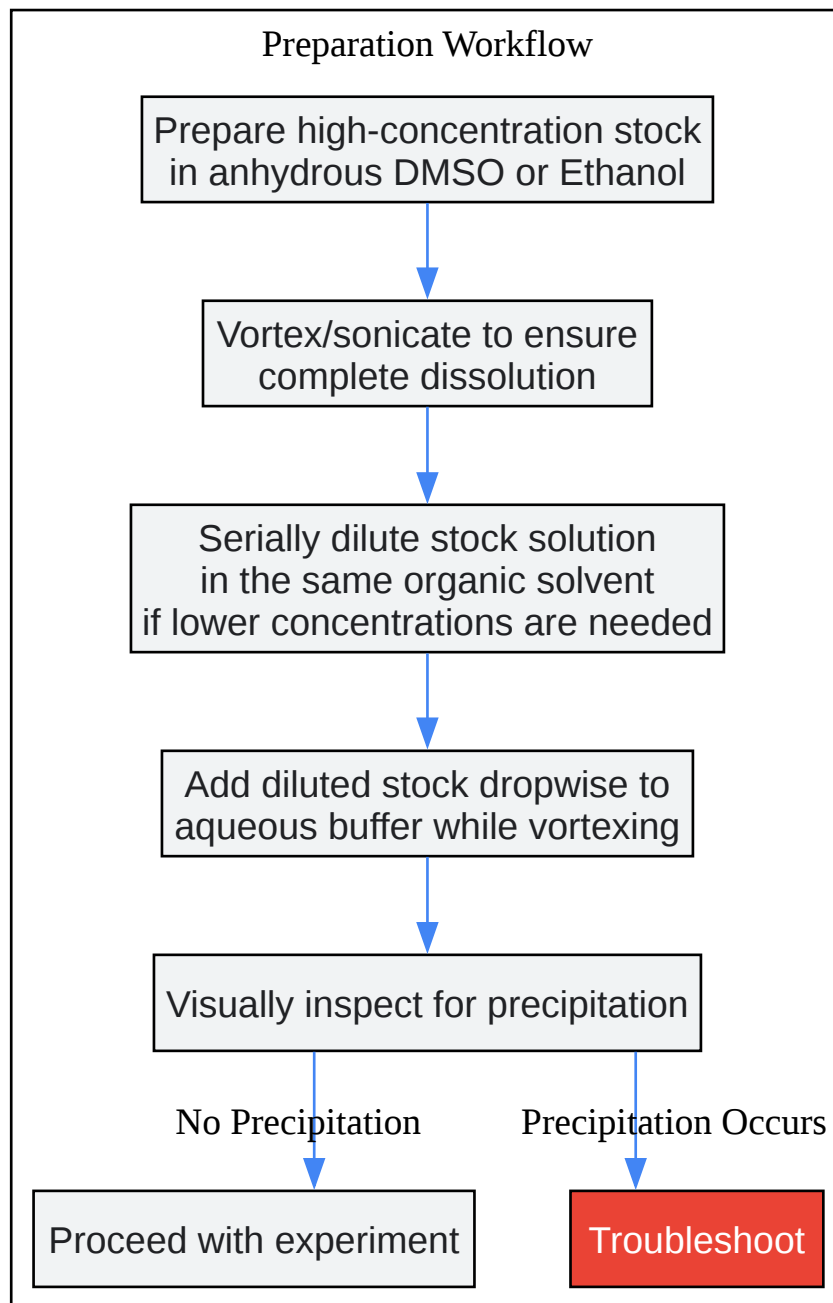 Preparation Workflow
Prepare high-concentration stock
in anhydrous DMSO or Ethanol
Vortex/sonicate to ensure
complete dissolution
Serially dilute stock solution
in the same organic solvent
if lower concentrations are needed
Add diluted stock dropwise to
aqueous buffer while vortexing
Visually inspect for precipitation
No Precipitation
Precipitation Occurs
Proceed with experiment
Troubleshoot